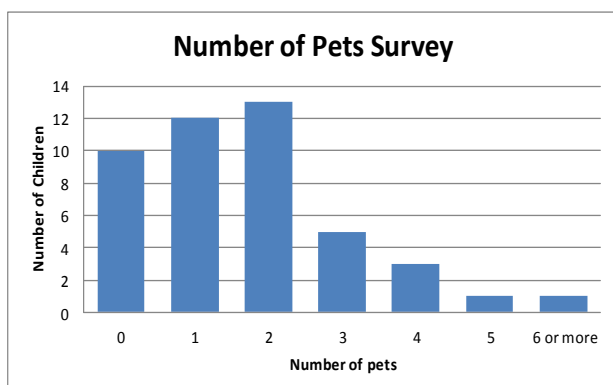 Number of Pets Survey
Number of Children
14
12
10
8
6
4
2
0
0 1 2 3 4 5 6 or more
Number of pets